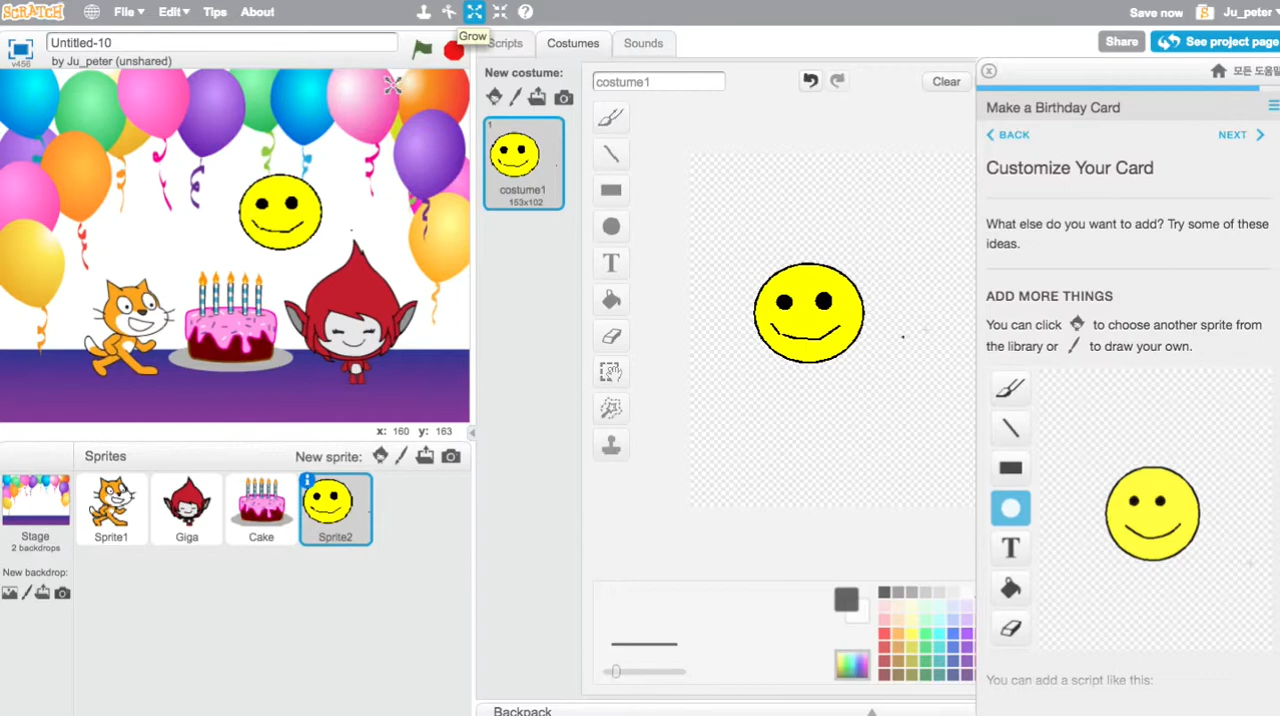 SCRATCH
File Edit Tips About
Save now
Ju_peter
Grow
v456
Untitled-10
by Ju_peter (unshared)
Scripts
Costumes
Sounds
Share
See project page
New costume:
costume1
Clear
1
costume1
153x102
T
x: 160 y: 163
Sprites
New sprite:
Stage
2 backdrops
New backdrop:
Sprite1
Giga
Cake
Sprite2
Backpack
모든 도움말
Make a Birthday Card
BACK
NEXT
Customize Your Card
What else do you want to add? Try some of these
ideas.
ADD MORE THINGS
You can click to choose another sprite from
the library or to draw your own.
T
You can add a script like this: